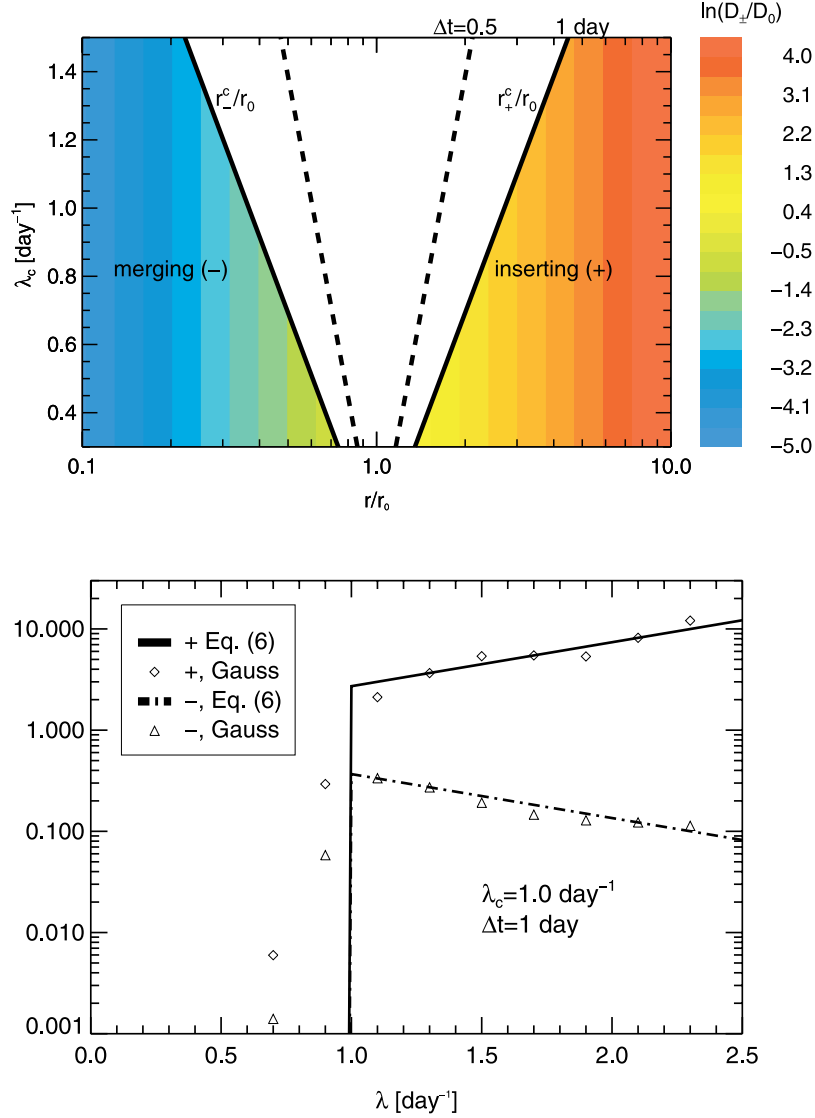 ln(D±/D₀)
Δt=0.5 1 day
1.4
1.2
1.0
0.8
0.6
0.4
λc [day⁻¹]
r₋ᶜ/r₀
r₊ᶜ/r₀
merging (−)
inserting (+)
0.1 1.0 10.0
r/r₀
4.0
3.1
2.2
1.3
0.4
−0.5
−1.4
−2.3
−3.2
−4.1
−5.0
10.000
1.000
0.100
0.010
0.001
+ Eq. (6)
+, Gauss
−, Eq. (6)
−, Gauss
λc=1.0 day⁻¹
Δt=1 day
0.0 0.5 1.0 1.5 2.0 2.5
λ [day⁻¹]